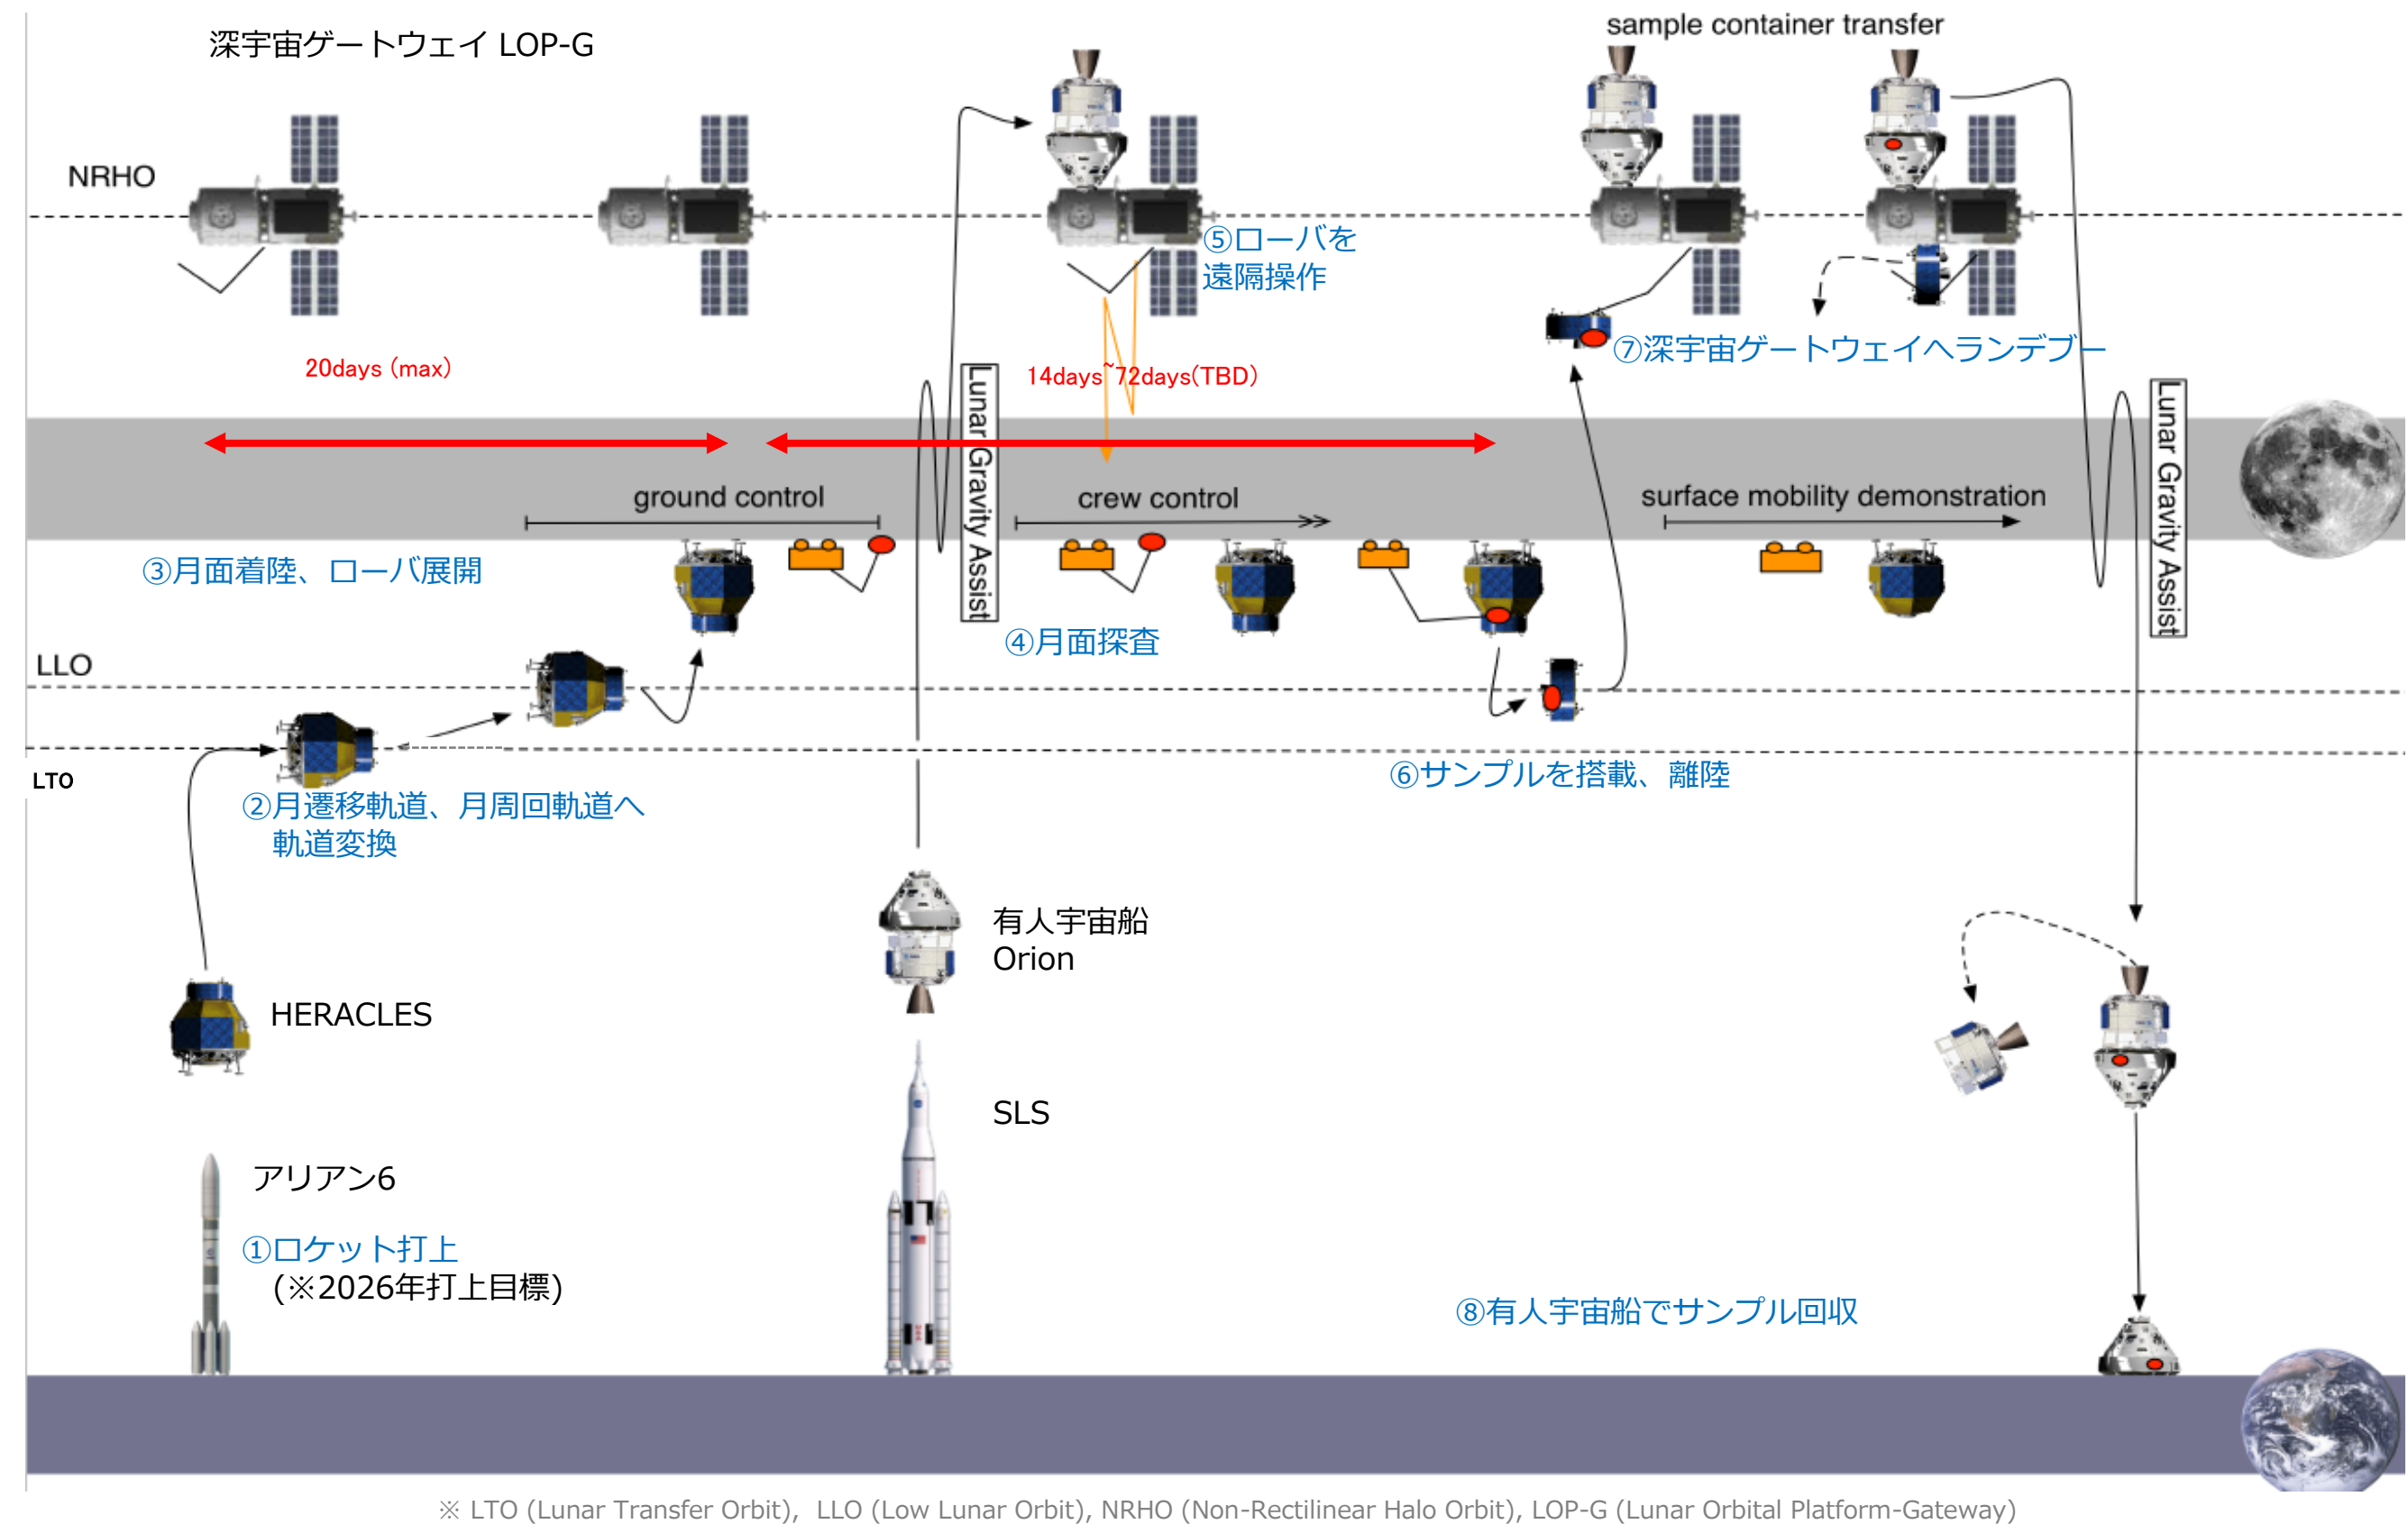 sample container transfer
深宇宙ゲートウェイ LOP-G
NRHO
⑤ローバを
遠隔操作
⑦深宇宙ゲートウェイへランデブー
20days (max)
14days~72days(TBD)
Lunar Gravity Assist
Lunar Gravity Assist
ground control
crew control
surface mobility demonstration
③月面着陸、ローバ展開
④月面探査
LLO
LTO
②月遷移軌道、月周回軌道へ
軌道変換
⑥サンプルを搭載、離陸
有人宇宙船
Orion
HERACLES
SLS
アリアン6
①ロケット打上
(※2026年打上目標)
⑧有人宇宙船でサンプル回収
※ LTO (Lunar Transfer Orbit), LLO (Low Lunar Orbit), NRHO (Non-Rectilinear Halo Orbit), LOP-G (Lunar Orbital Platform-Gateway)